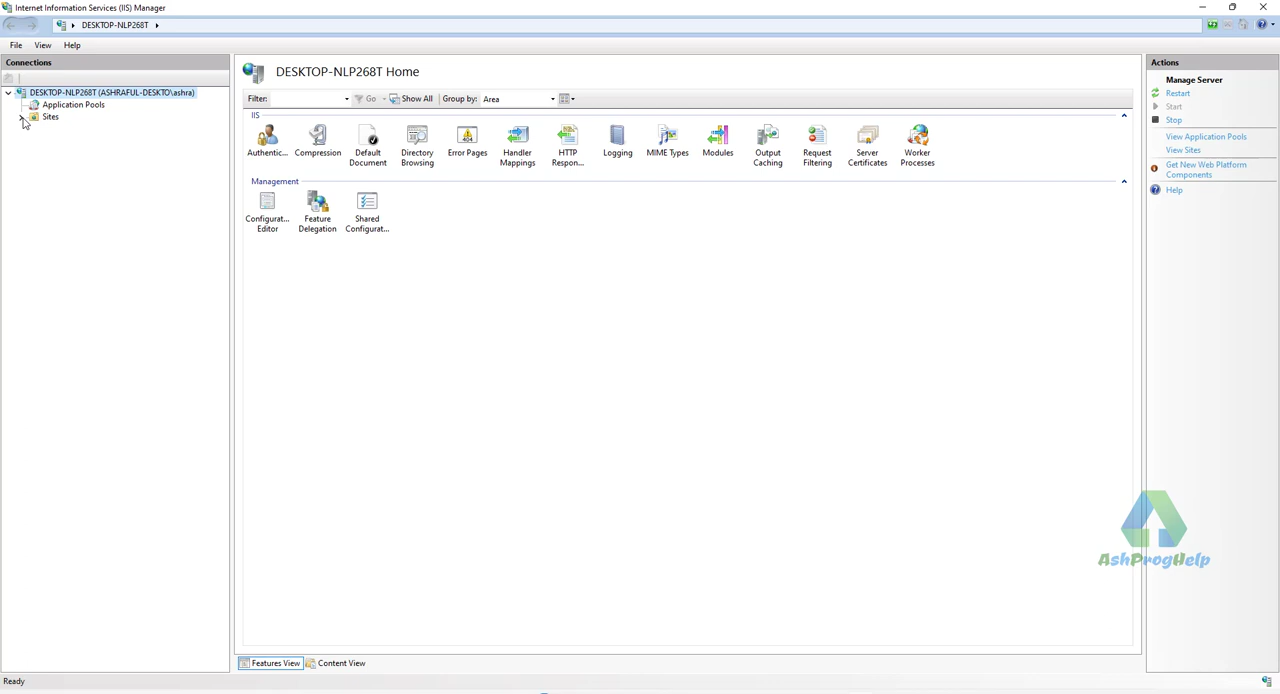 Internet Information Services (IIS) Manager
DESKTOP-NLP268T
File View Help
Connections
DESKTOP-NLP268T (ASHRAFUL-DESKTO\ashra)
Application Pools
Sites
DESKTOP-NLP268T Home
Filter: Go Show All Group by: Area
IIS
Authentic... Compression Default Document Directory Browsing Error Pages Handler Mappings HTTP Respon... Logging MIME Types Modules Output Caching Request Filtering Server Certificates Worker Processes
Management
Configurat... Editor Feature Delegation Shared Configurat...
Features View Content View
Actions
Manage Server
Restart
Start
Stop
View Application Pools
View Sites
Get New Web Platform
Components
Help
AshProgHelp
Ready